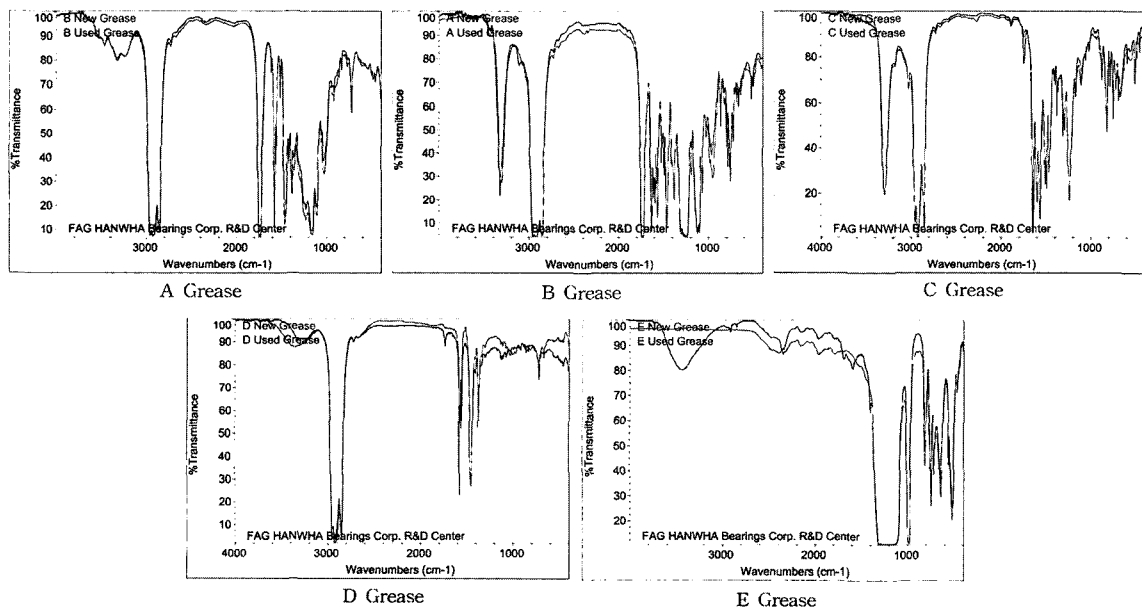 100
B New Grease
90
B Used Grease
80
70
60
50
40
30
20
10
%Transmittance
FAG HANWHA Bearings Corp. R&D Center
3000 2000 1000
Wavenumbers (cm-1)
A Grease
100
A New Grease
90
A Used Grease
80
70
60
50
40
30
20
10
%Transmittance
FAG HANWHA Bearings Corp. R&D Center
3000 2000 1000
Wavenumbers (cm-1)
B Grease
100
C New Grease
90
C Used Grease
80
70
60
50
40
30
20
10
%Transmittance
FAG HANWHA Bearings Corp. R&D Center
4000 3000 2000 1000
Wavenumbers (cm-1)
C Grease
100
D New Grease
90
D Used Grease
80
70
60
50
40
30
20
10
%Transmittance
FAG HANWHA Bearings Corp. R&D Center
4000 3000 2000 1000
Wavenumbers (cm-1)
D Grease
100
E New Grease
90
E Used Grease
80
70
60
50
40
30
20
%Transmittance
FAG HANWHA Bearings Corp. R&D Center
3000 2000 1000
Wavenumbers (cm-1)
E Grease